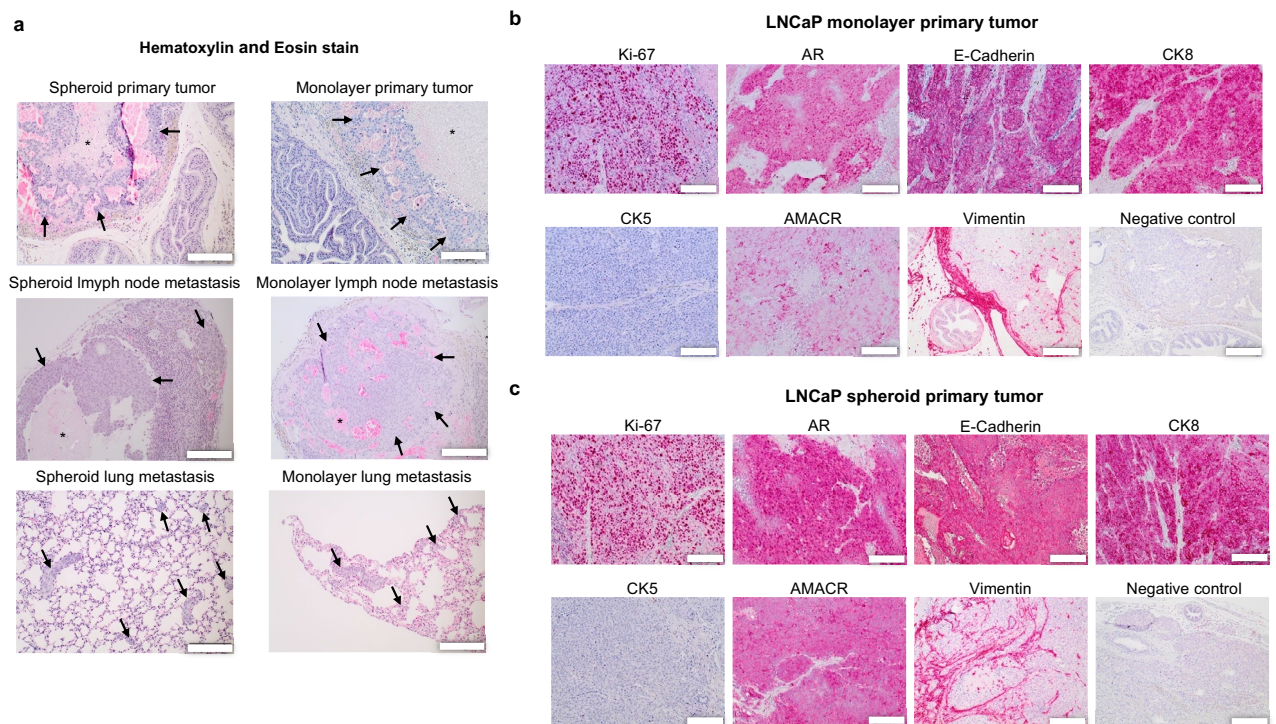 a
Hematoxylin and Eosin stain
Spheroid primary tumor
Monolayer primary tumor
*
*
Spheroid lmyph node metastasis
Monolayer lymph node metastasis
*
*
Spheroid lung metastasis
Monolayer lung metastasis
b
LNCaP monolayer primary tumor
Ki-67
AR
E-Cadherin
CK8
CK5
AMACR
Vimentin
Negative control
c
LNCaP spheroid primary tumor
Ki-67
AR
E-Cadherin
CK8
CK5
AMACR
Vimentin
Negative control